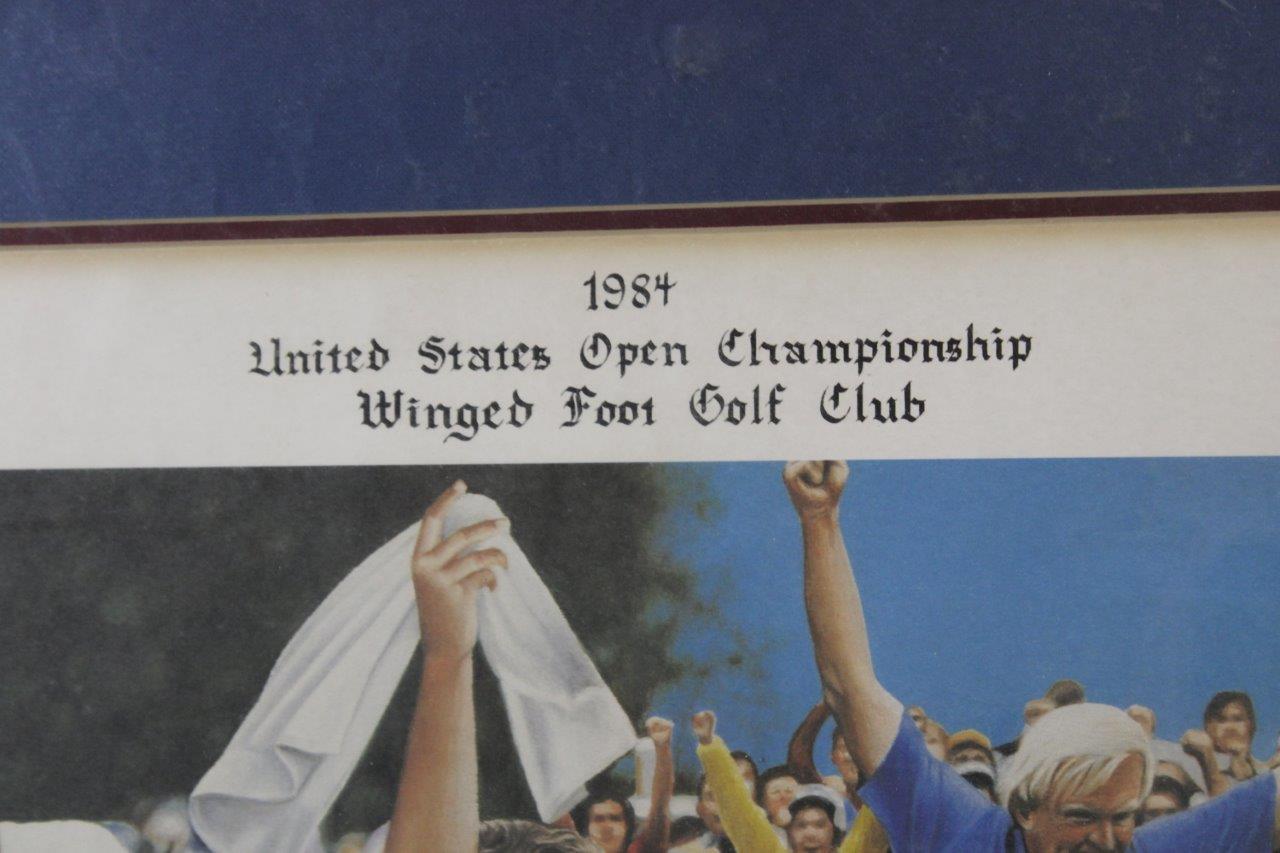 1984
United States Open Championship
Winged Foot Golf Club